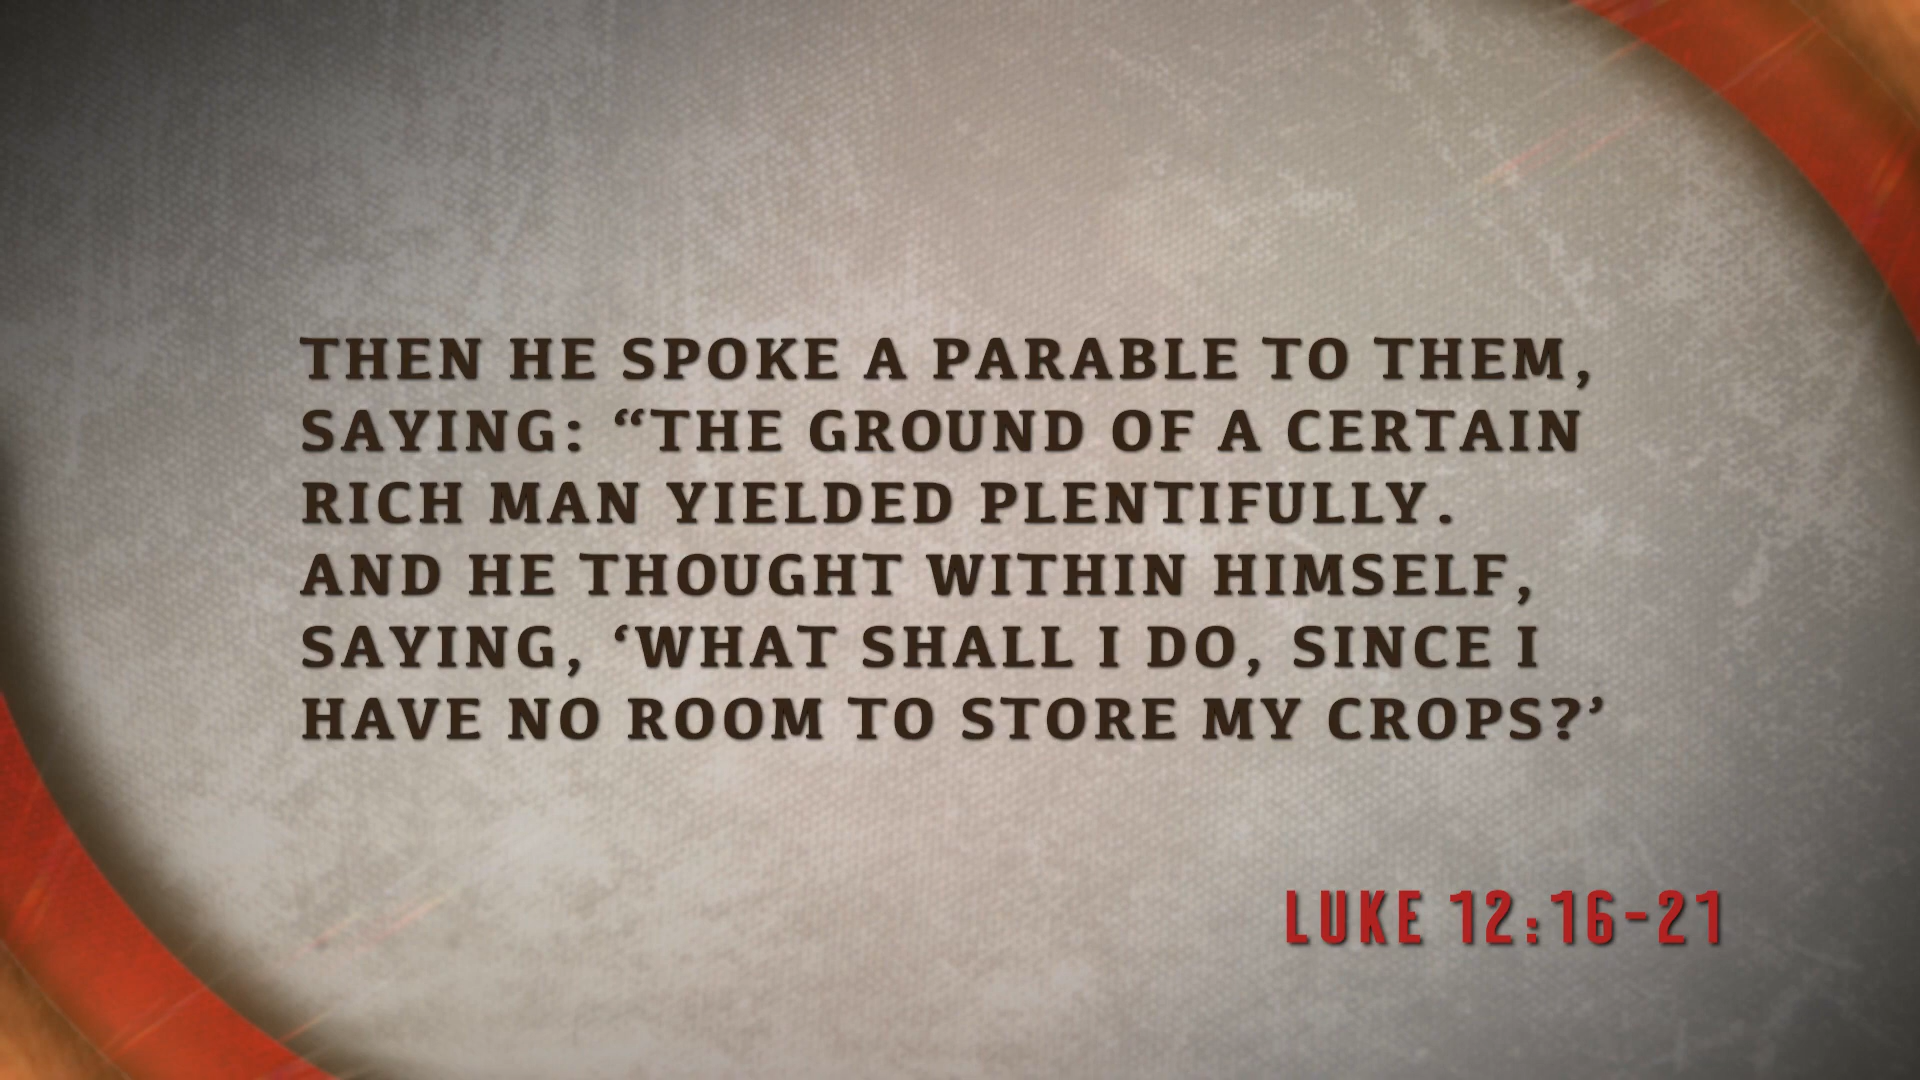 THEN HE SPOKE A PARABLE TO THEM,
SAYING: “THE GROUND OF A CERTAIN
RICH MAN YIELDED PLENTIFULLY.
AND HE THOUGHT WITHIN HIMSELF,
SAYING, ‘WHAT SHALL I DO, SINCE I
HAVE NO ROOM TO STORE MY CROPS?’
LUKE 12:16-21